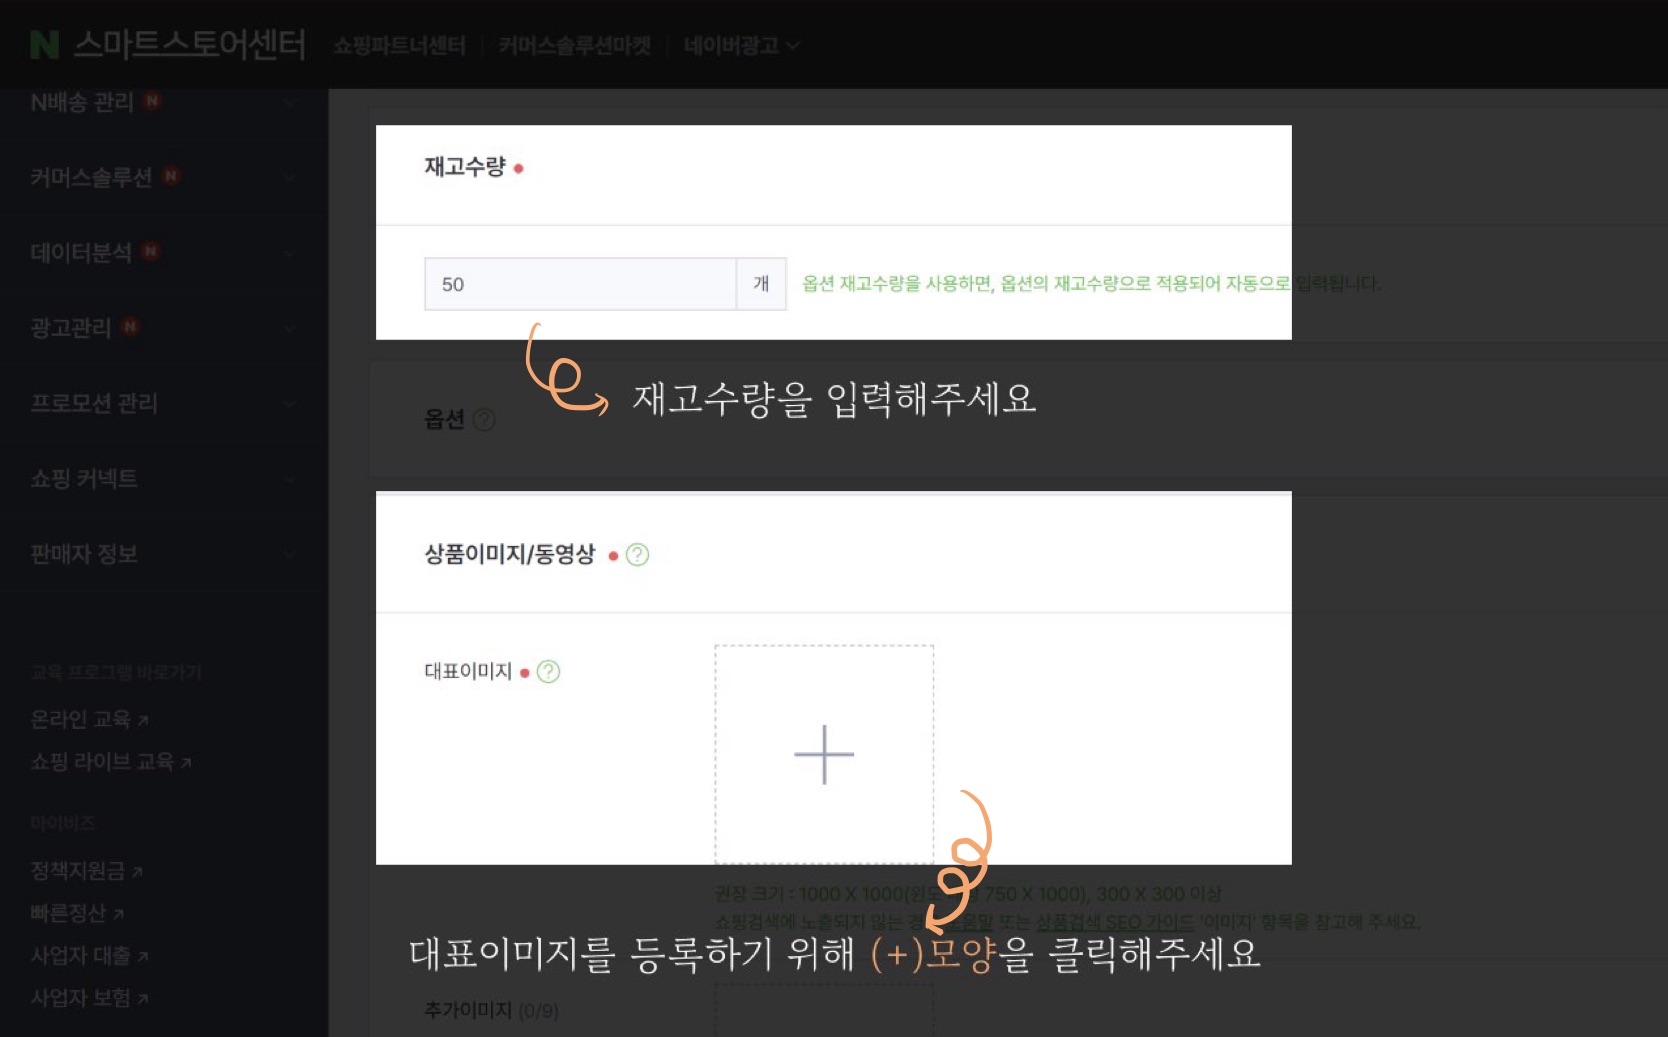 N 스마트스토어센터 쇼핑파트너센터 커머스솔루션마켓 네이버광고
N배송 관리 N
커머스솔루션 N
데이터분석 N
광고관리 N
프로모션 관리
쇼핑 커넥트
판매자 정보
교육 프로그램 바로가기
온라인 교육
쇼핑 라이브 교육
마이비즈
정책지원금
빠른정산
사업자 대출
사업자 보험
재고수량
50 개 옵션 재고수량을 사용하면, 옵션의 재고수량으로 적용되어 자동으로 입력됩니다.
재고수량을 입력해주세요
옵션 ?
상품이미지/동영상 ?
대표이미지 ?
권장 크기 : 1000 X 1000 750 X 1000), 300 X 300 이상
쇼핑검색에 노출되지 않는 또는 상품검색 SEO 가이드 '이미지' 항목을 참고해 주세요.
대표이미지를 등록하기 위해 (+)모양을 클릭해주세요
추가이미지 (0/9)